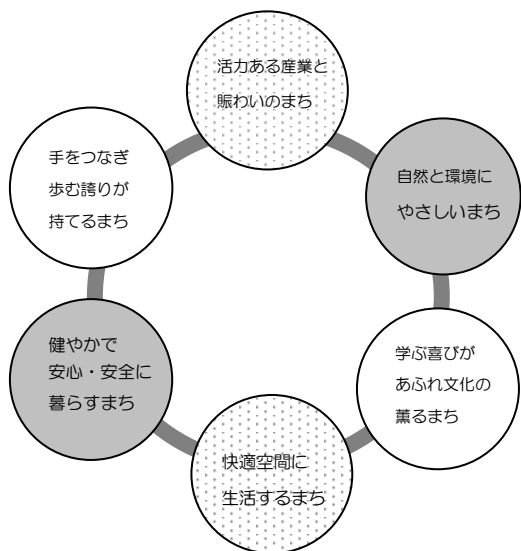 活力ある産業と
賑わいのまち
自然と環境に
やさしいまち
学ぶ喜びが
あふれ文化の
薫るまち
快適空間に
生活するまち
健やかで
安心・安全に
暮らすまち
手をつなぎ
歩む誇りが
持てるまち